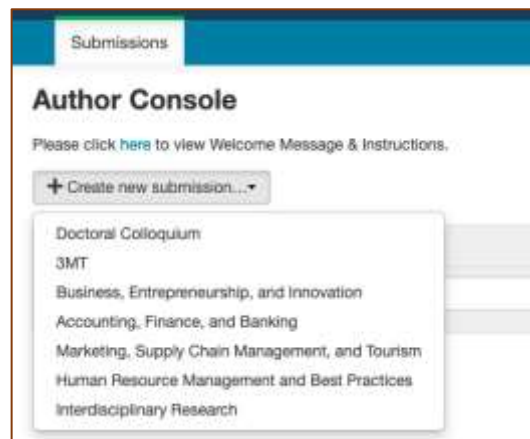 Submissions
Author Console
Please click here to view Welcome Message & Instructions.
+ Create new submission...
Doctoral Colloquium
3MT
Business, Entrepreneurship, and Innovation
Accounting, Finance, and Banking
Marketing, Supply Chain Management, and Tourism
Human Resource Management and Best Practices
Interdisciplinary Research